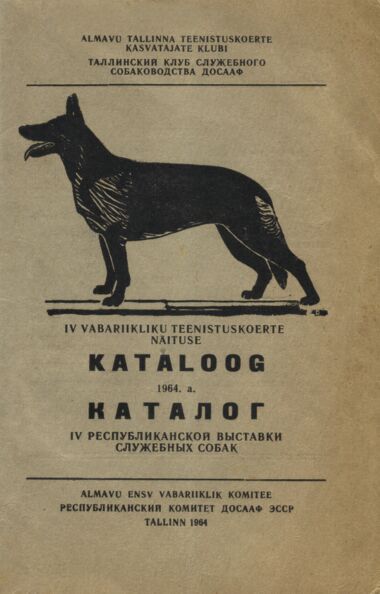 ALMAVÜ TALLINNA TEENISTUSKOERTE
KASVATAJATE KLUBI
ТАЛЛИНСКИЙ КЛУБ СЛУЖЕБНОГО
СОБАКОВОДСТВА ДОСААФ
IV VABARIIKLIKU TEENISTUSKOERTE
NÄITUSE
KATALOOG
1964. a.
КАТАЛОГ
IV РЕСПУБЛИКАНСКОЙ ВЫСТАВКИ
СЛУЖЕБНЫХ СОБАК
ALMAVÜ ENSV VABARIIKLIK KOMITEE
РЕСПУБЛИКАНСКИЙ КОМИТЕТ ДОСААФ ЭССР
TALLINN 1964